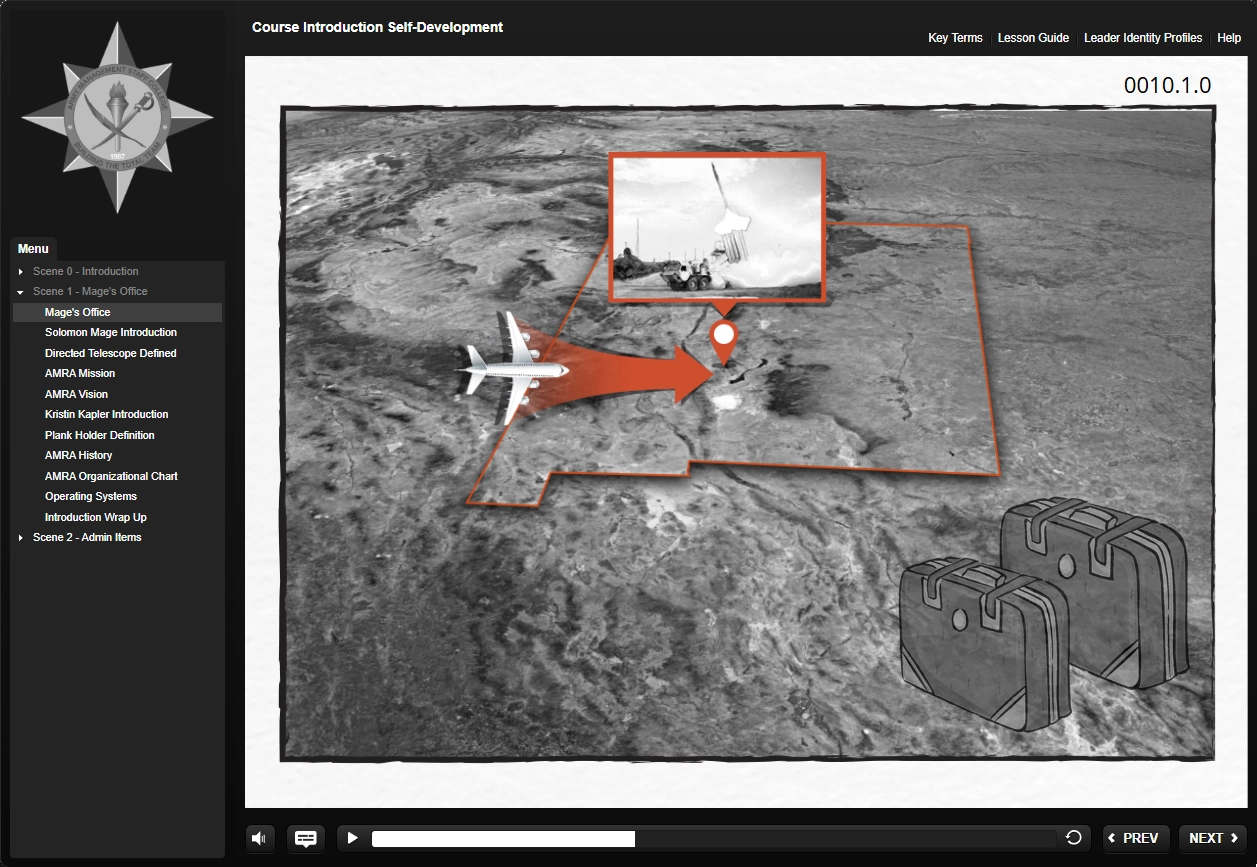 Course Introduction Self-Development
Key Terms
Lesson Guide
Leader Identity Profiles
Help
0010.1.0
ARMY MANAGEMENT STAFF COLLEGE
1987
BUILDING THE TOTAL TEAM
Menu
Scene 0 - Introduction
Scene 1 - Mage's Office
Mage's Office
Solomon Mage Introduction
Directed Telescope Defined
AMRA Mission
AMRA Vision
Kristin Kapler Introduction
Plank Holder Definition
AMRA History
AMRA Organizational Chart
Operating Systems
Introduction Wrap Up
Scene 2 - Admin Items
PREV
NEXT